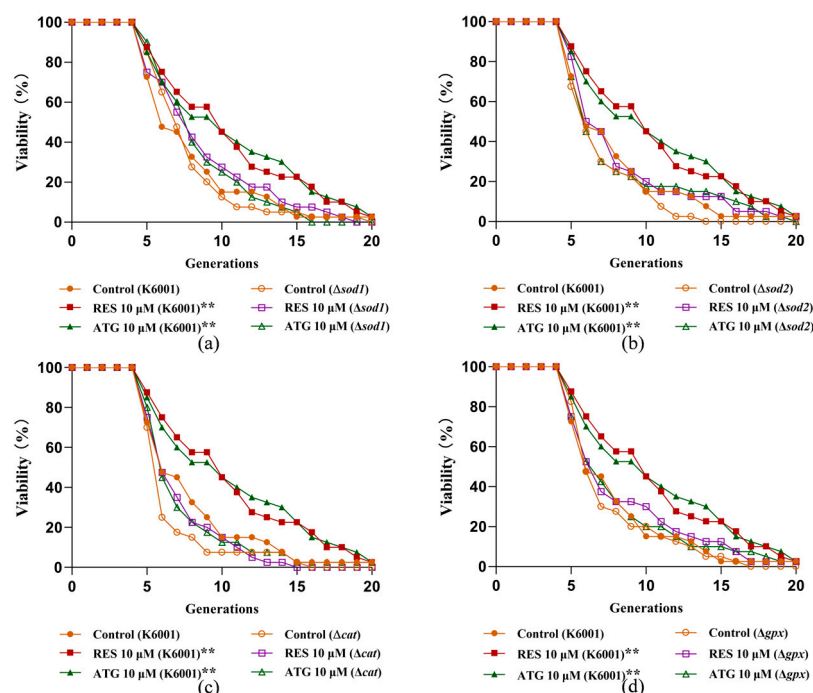 100
80
60
40
20
0
Viability (%)
0 5 10 15 20
Generations
Control (K6001) Control (Δsod1)
RES 10 μM (K6001)** RES 10 μM (Δsod1)
ATG 10 μM (K6001)** ATG 10 μM (Δsod1)
(a)
100
80
60
40
20
0
Viability (%)
0 5 10 15 20
Generations
Control (K6001) Control (Δsod2)
RES 10 μM (K6001)** RES 10 μM (Δsod2)
ATG 10 μM (K6001)** ATG 10 μM (Δsod2)
(b)
100
80
60
40
20
0
Viability (%)
0 5 10 15 20
Generations
Control (K6001) Control (Δcat)
RES 10 μM (K6001)** RES 10 μM (Δcat)
ATG 10 μM (K6001)** ATG 10 μM (Δcat)
(c)
100
80
60
40
20
0
Viability (%)
0 5 10 15 20
Generations
Control (K6001) Control (Δgpx)
RES 10 μM (K6001)** RES 10 μM (Δgpx)
ATG 10 μM (K6001)** ATG 10 μM (Δgpx)
(d)